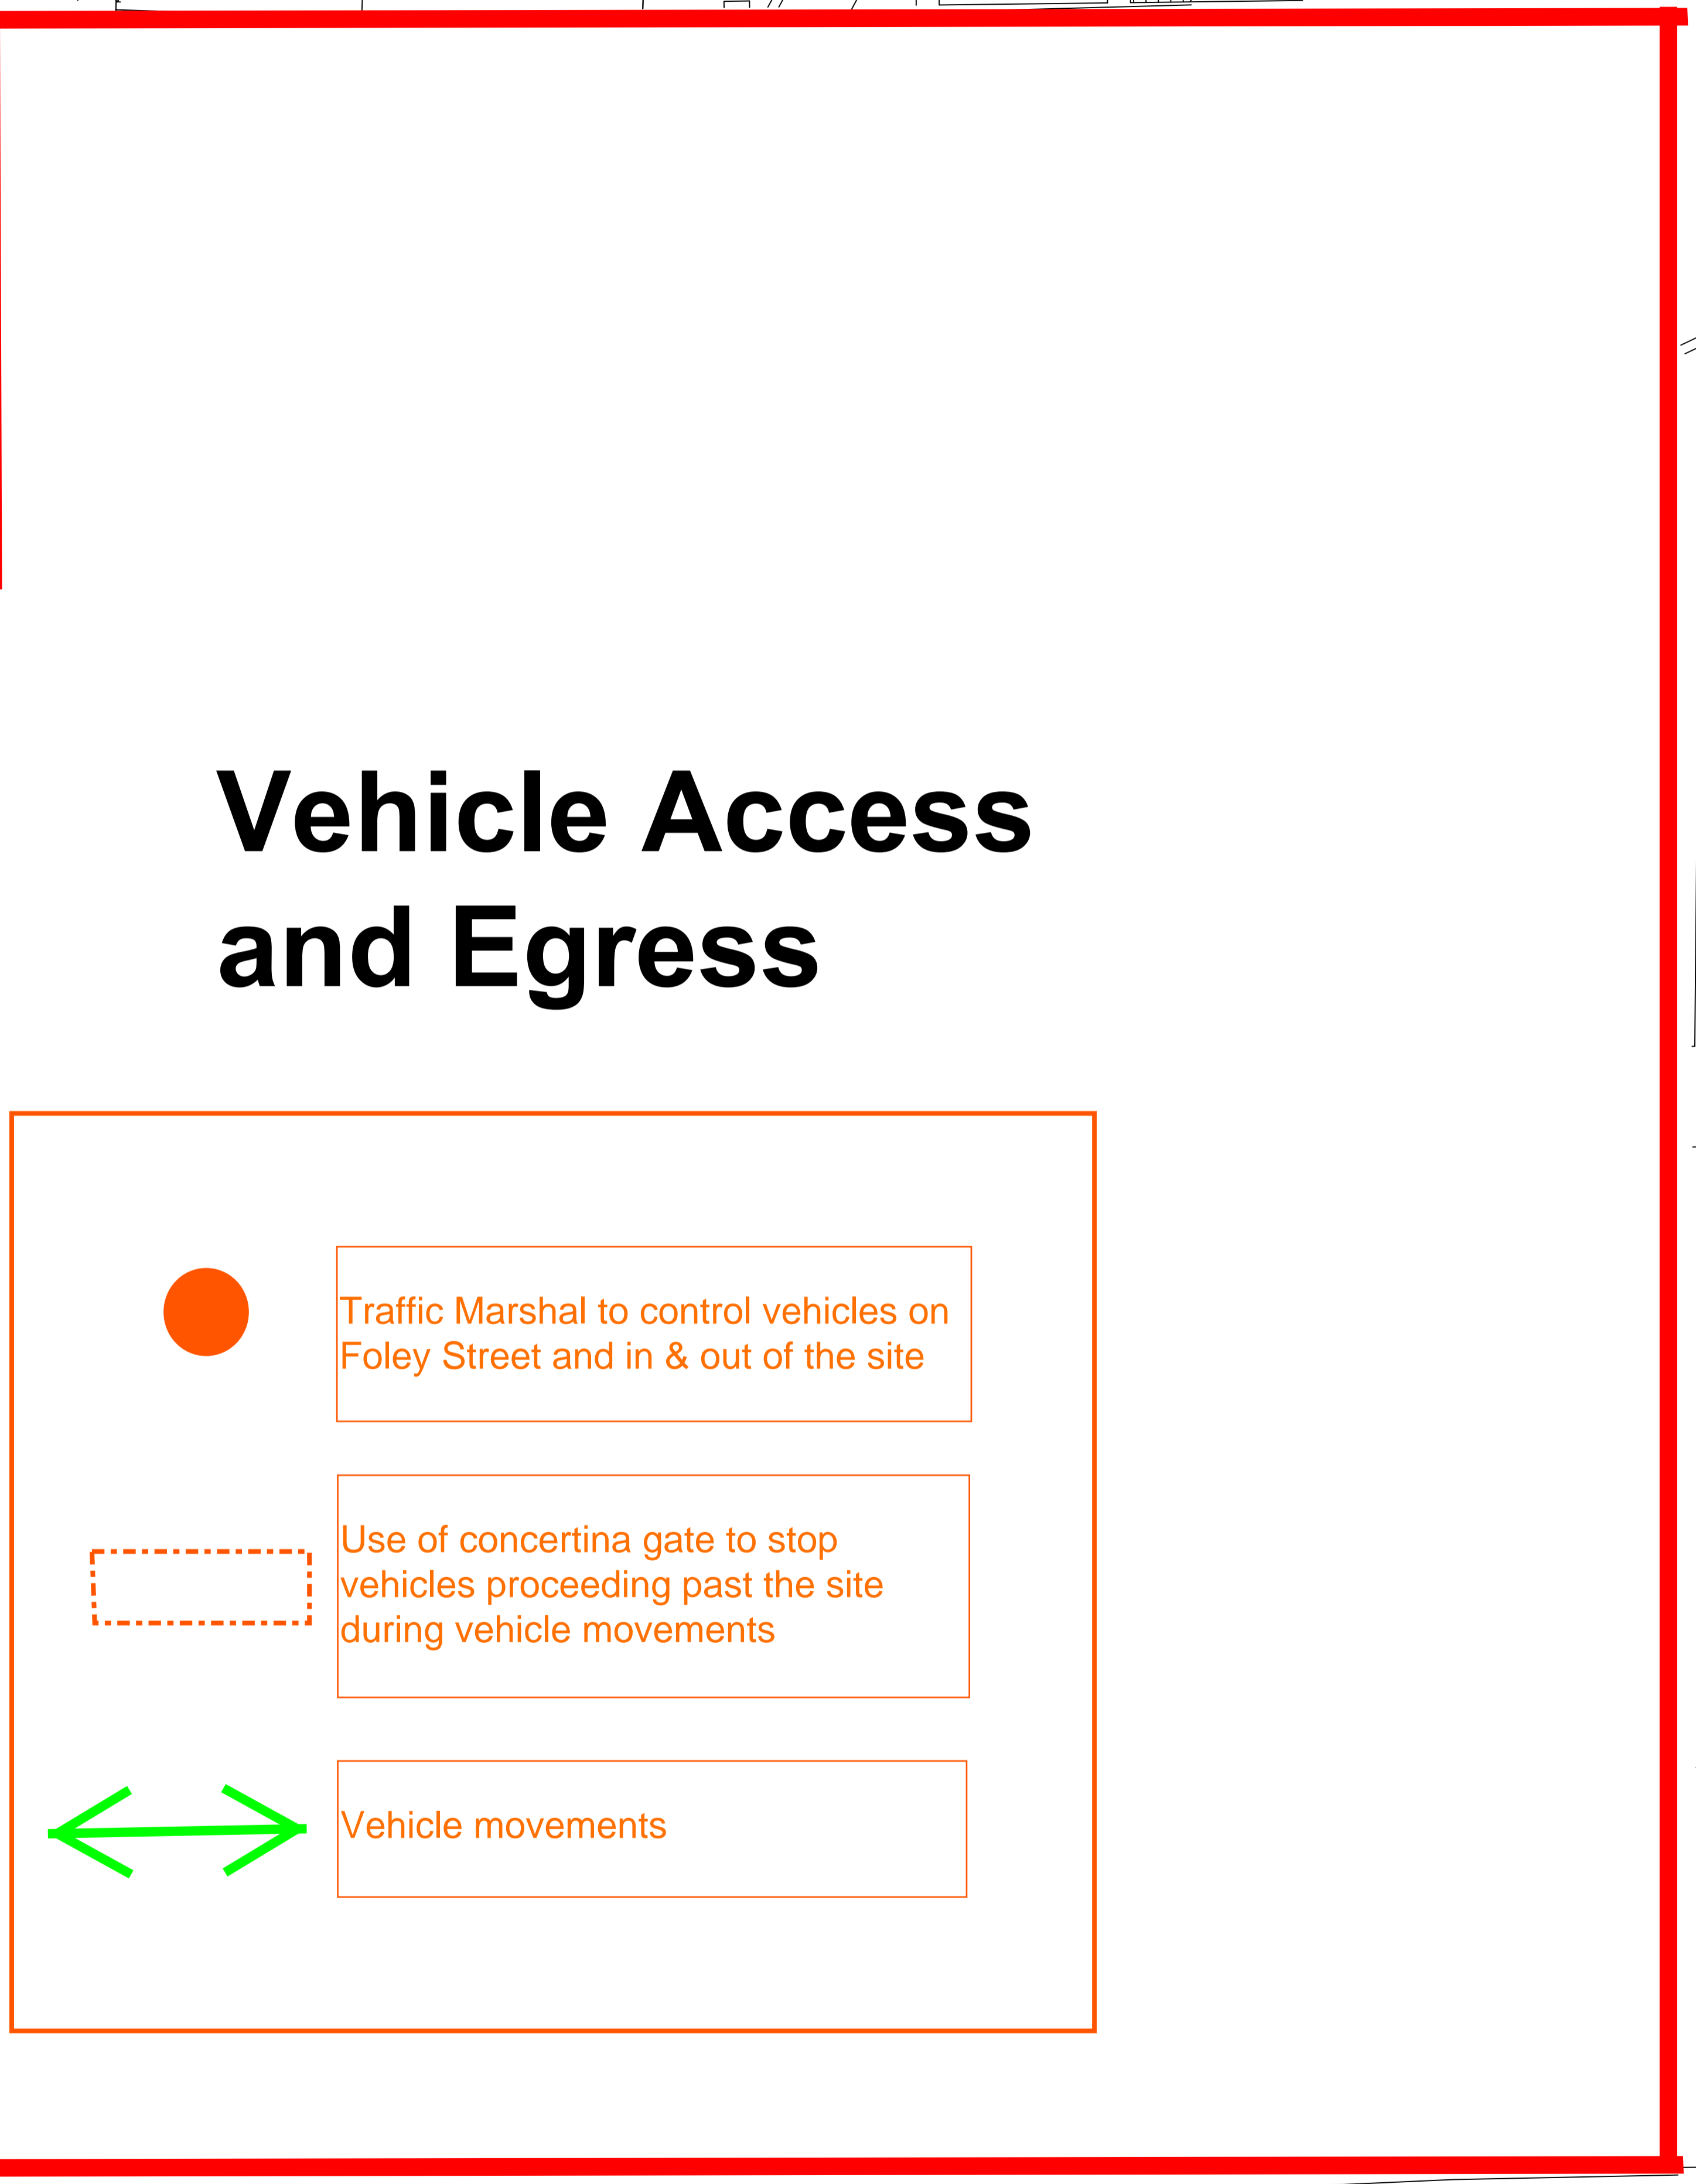 Vehicle Access
and Egress
Traffic Marshal to control vehicles on
Foley Street and in & out of the site
Use of concertina gate to stop
vehicles proceeding past the site
during vehicle movements
Vehicle movements